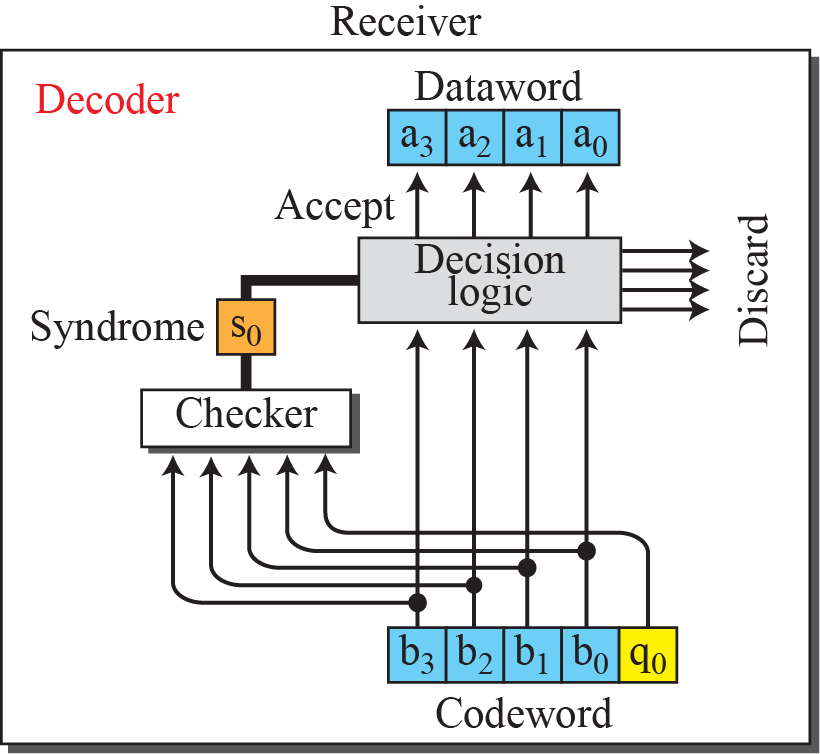 Receiver
Decoder
Dataword
a3 a2 a1 a0
Accept
Decision
logic
Discard
Syndrome
s0
Checker
b3 b2 b1 b0 q0
Codeword